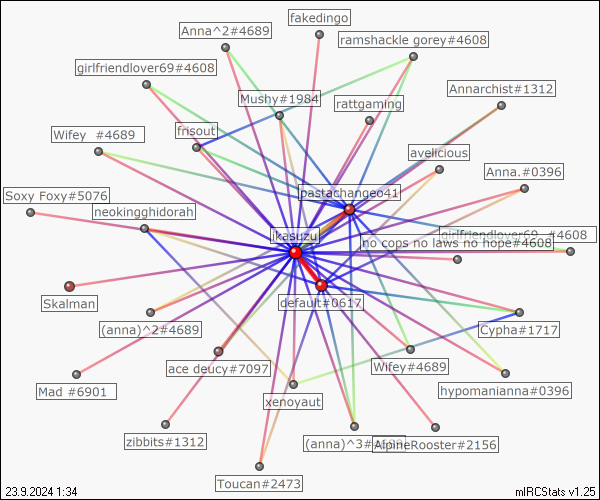 fakedingo
Anna^2#4689
ramshackle gorey#4608
girlfriendlover69#4608
Annarchist#1312
Mushy#1984
rattgaming
frisout
Wifey #4689
avelicious
Anna.#0396
pastachange041
Soxy Foxy#5076
neokingghidorah
ikasuzu
girlfriendlover69 #4608
no cops no laws no hope#4608
Skalman
default#0617
(anna)^2#4689
Cypha#1717
ace deucy#7097
Wifey#4689
Mad #6901
hypomanianna#0396
xenoyaut
zibbits#1312
(anna)^3#
AlpineRooster#2156
Toucan#2473
23.9.2024 1:34
mIRCStats v1.25